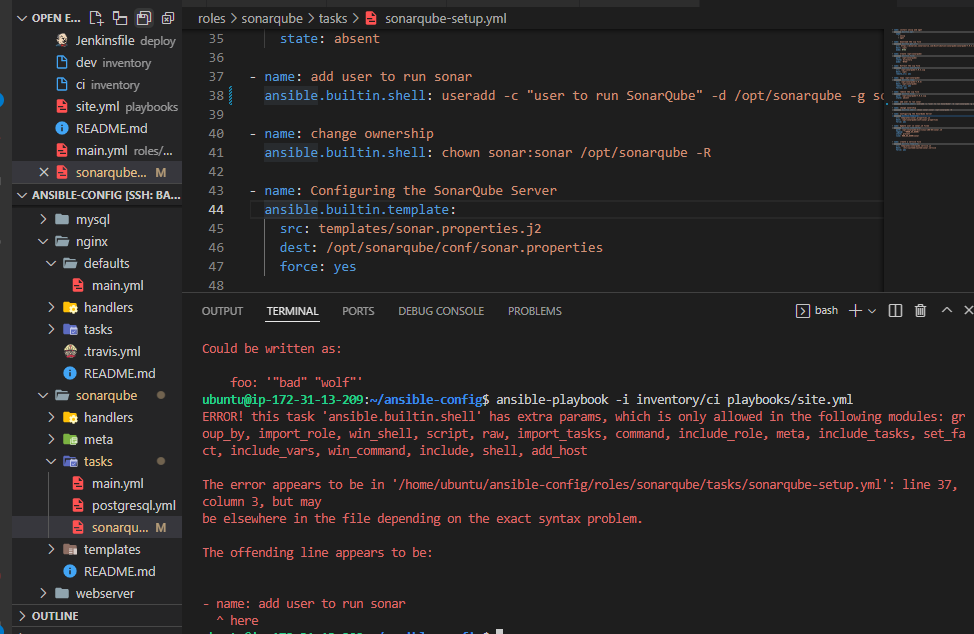 OPEN E...
Jenkinsfile deploy
dev inventory
ci inventory
site.yml playbooks
README.md
main.yml roles/...
sonarqube... M
ANSIBLE-CONFIG [SSH: BA...
mysql
nginx
defaults
main.yml
handlers
tasks
.travis.yml
README.md
sonarqube
handlers
meta
tasks
main.yml
postgresql.yml
sonarqu... M
templates
README.md
webserver
OUTLINE
roles > sonarqube > tasks > sonarqube-setup.yml
35 state: absent
36
37 - name: add user to run sonar
38 ansible.builtin.shell: useradd -c "user to run SonarQube" -d /opt/sonarqube -g so
39
40 - name: change ownership
41 ansible.builtin.shell: chown sonar:sonar /opt/sonarqube -R
42
43 - name: Configuring the SonarQube Server
44 ansible.builtin.template:
45 src: templates/sonar.properties.j2
46 dest: /opt/sonarqube/conf/sonar.properties
47 force: yes
48
OUTPUT TERMINAL PORTS DEBUG CONSOLE PROBLEMS bash
Could be written as:
foo: '"bad" "wolf"'
ubuntu@ip-172-31-13-209:~/ansible-config$ ansible-playbook -i inventory/ci playbooks/site.yml
ERROR! this task 'ansible.builtin.shell' has extra params, which is only allowed in the following modules: gr
oup_by, import_role, win_shell, script, raw, import_tasks, command, include_role, meta, include_tasks, set_fa
ct, include_vars, win_command, include, shell, add_host
The error appears to be in '/home/ubuntu/ansible-config/roles/sonarqube/tasks/sonarqube-setup.yml': line 37,
column 3, but may
be elsewhere in the file depending on the exact syntax problem.
The offending line appears to be:
- name: add user to run sonar
^ here